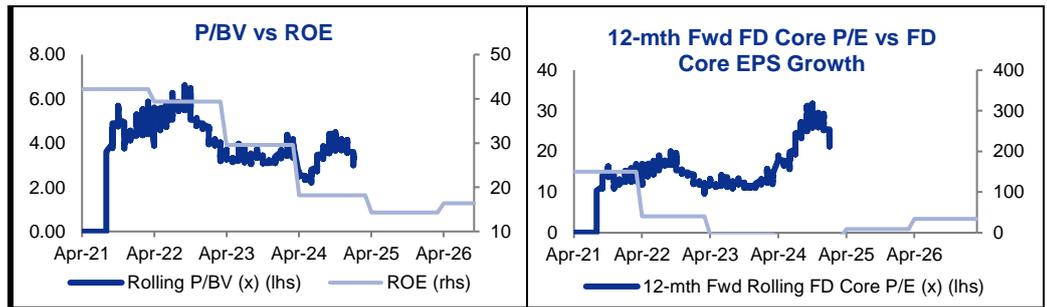 P/BV vs ROE
8.00
6.00
4.00
2.00
0.00
50
40
30
20
10
Apr-21 Apr-22 Apr-23 Apr-24 Apr-25 Apr-26
Rolling P/BV (x) (lhs) ROE (rhs)
12-mth Fwd FD Core P/E vs FD
Core EPS Growth
40
30
20
10
0
400
300
200
100
0
Apr-21 Apr-22 Apr-23 Apr-24 Apr-25 Apr-26
12-mth Fwd Rolling FD Core P/E (x) (lhs)